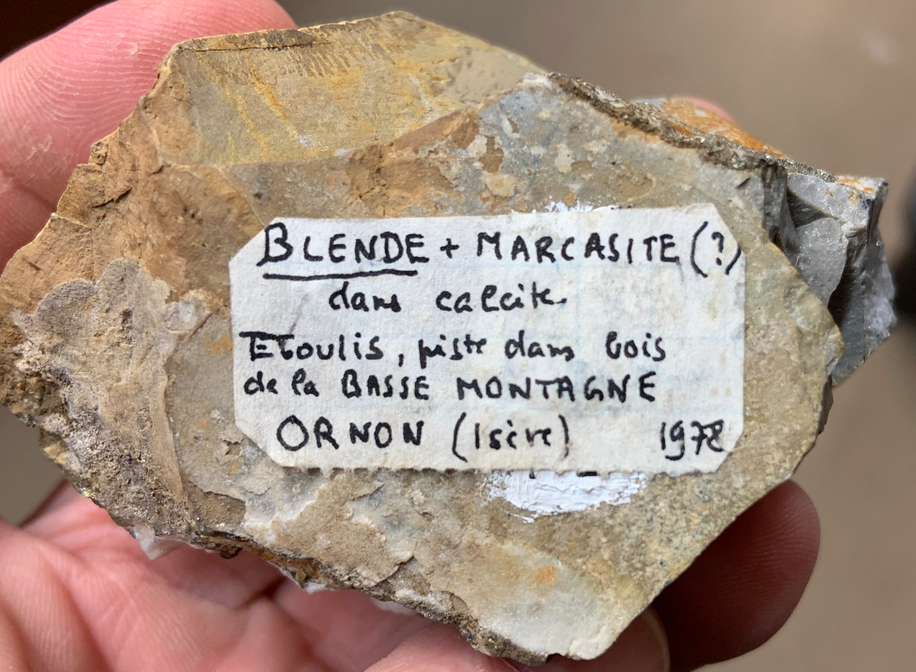 BLENDE + MARCASITE (?)
dans calcite
Eboulis, piste dans bois
de la BASSE MONTAGNE
ORNON (Isère) 1978